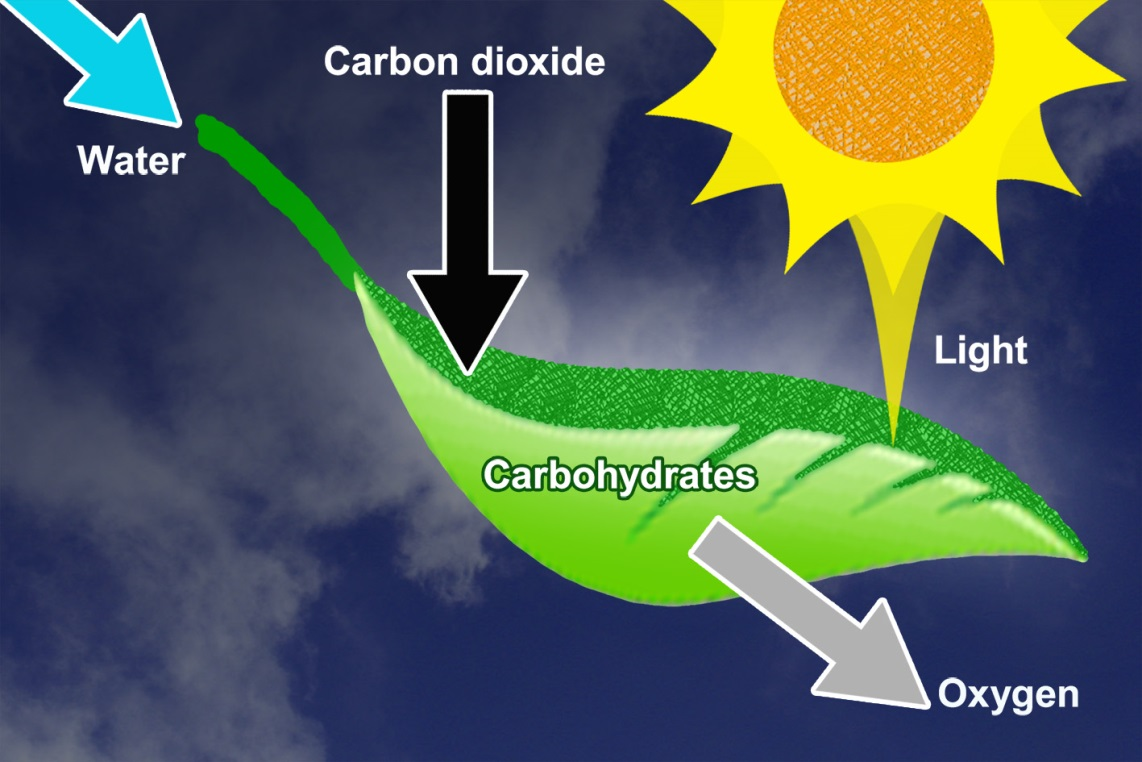 Carbon dioxide
Water
Light
Carbohydrates
Oxygen